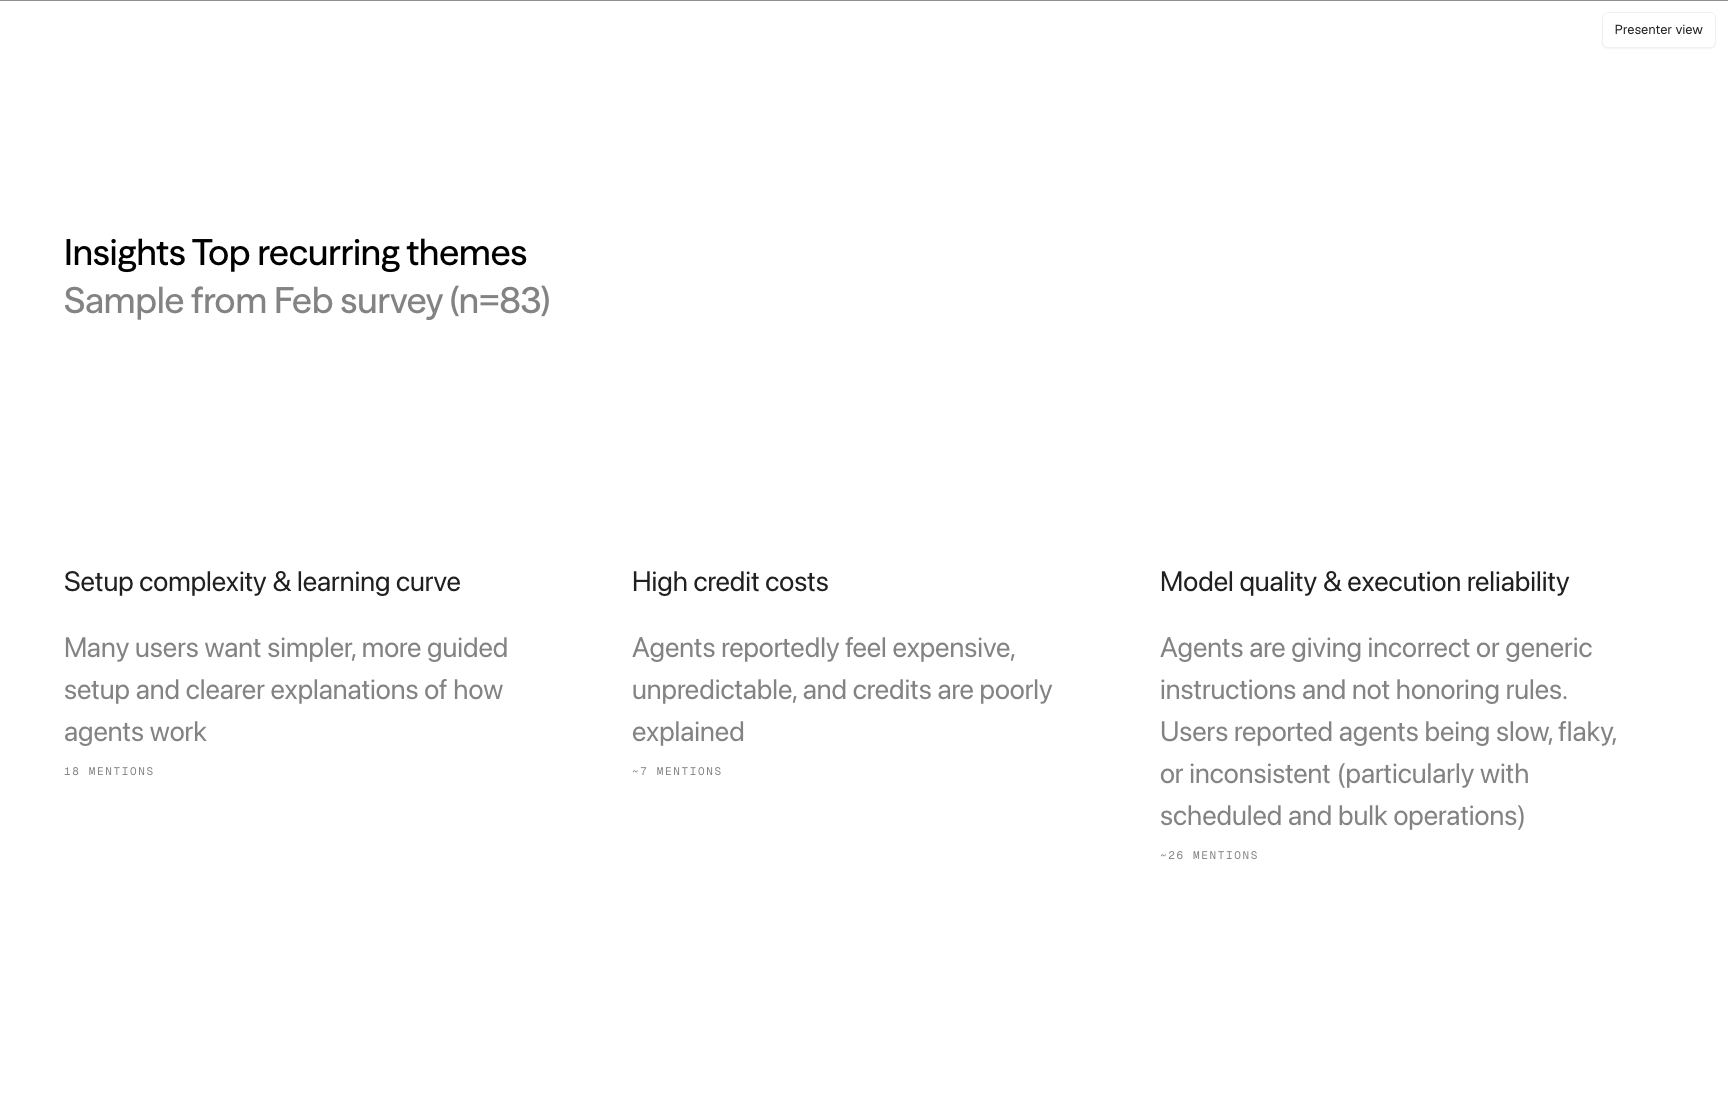 Presenter view
Insights Top recurring themes
Sample from Feb survey (n=83)
Setup complexity & learning curve
Many users want simpler, more guided
setup and clearer explanations of how
agents work
18 MENTIONS
High credit costs
Agents reportedly feel expensive,
unpredictable, and credits are poorly
explained
~7 MENTIONS
Model quality & execution reliability
Agents are giving incorrect or generic
instructions and not honoring rules.
Users reported agents being slow, flaky,
or inconsistent (particularly with
scheduled and bulk operations)
~26 MENTIONS